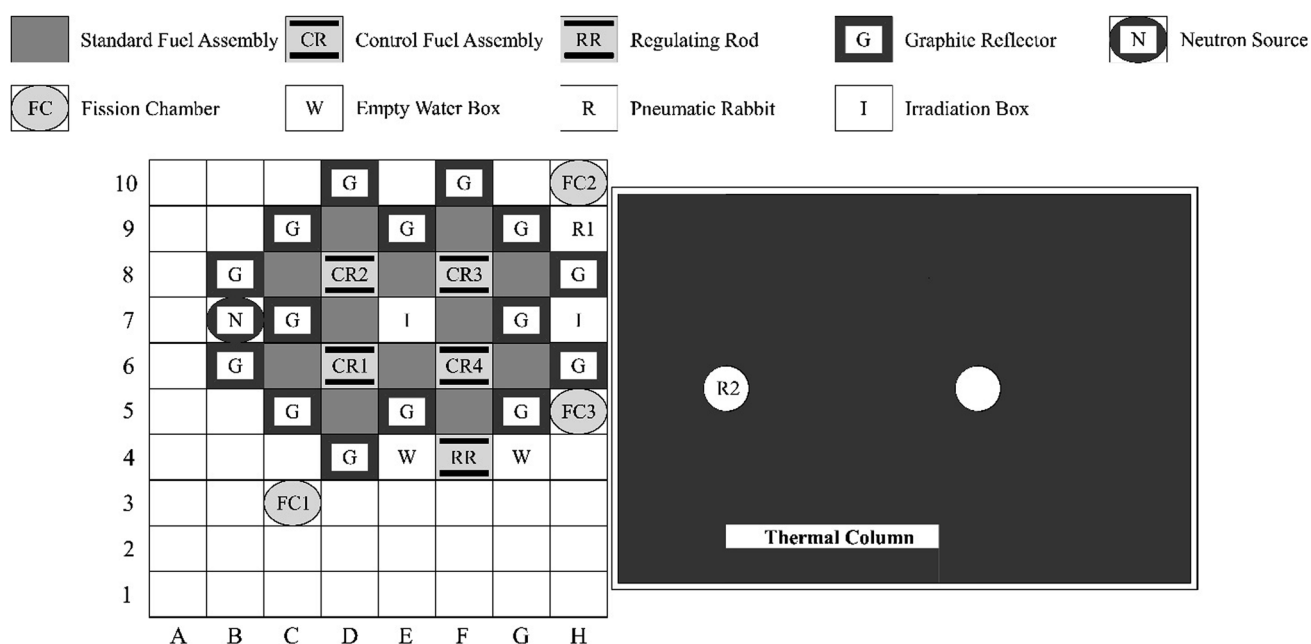 Standard Fuel Assembly CR Control Fuel Assembly RR Regulating Rod G Graphite Reflector N Neutron Source
FC Fission Chamber W Empty Water Box R Pneumatic Rabbit I Irradiation Box
10 G G FC2
9 G G G R1
8 G CR2 CR3 G
7 N G I G I
6 G CR1 CR4 G
R2
5 G G G FC3
4 G W RR W
3 FC1
2 Thermal Column
1
A B C D E F G H